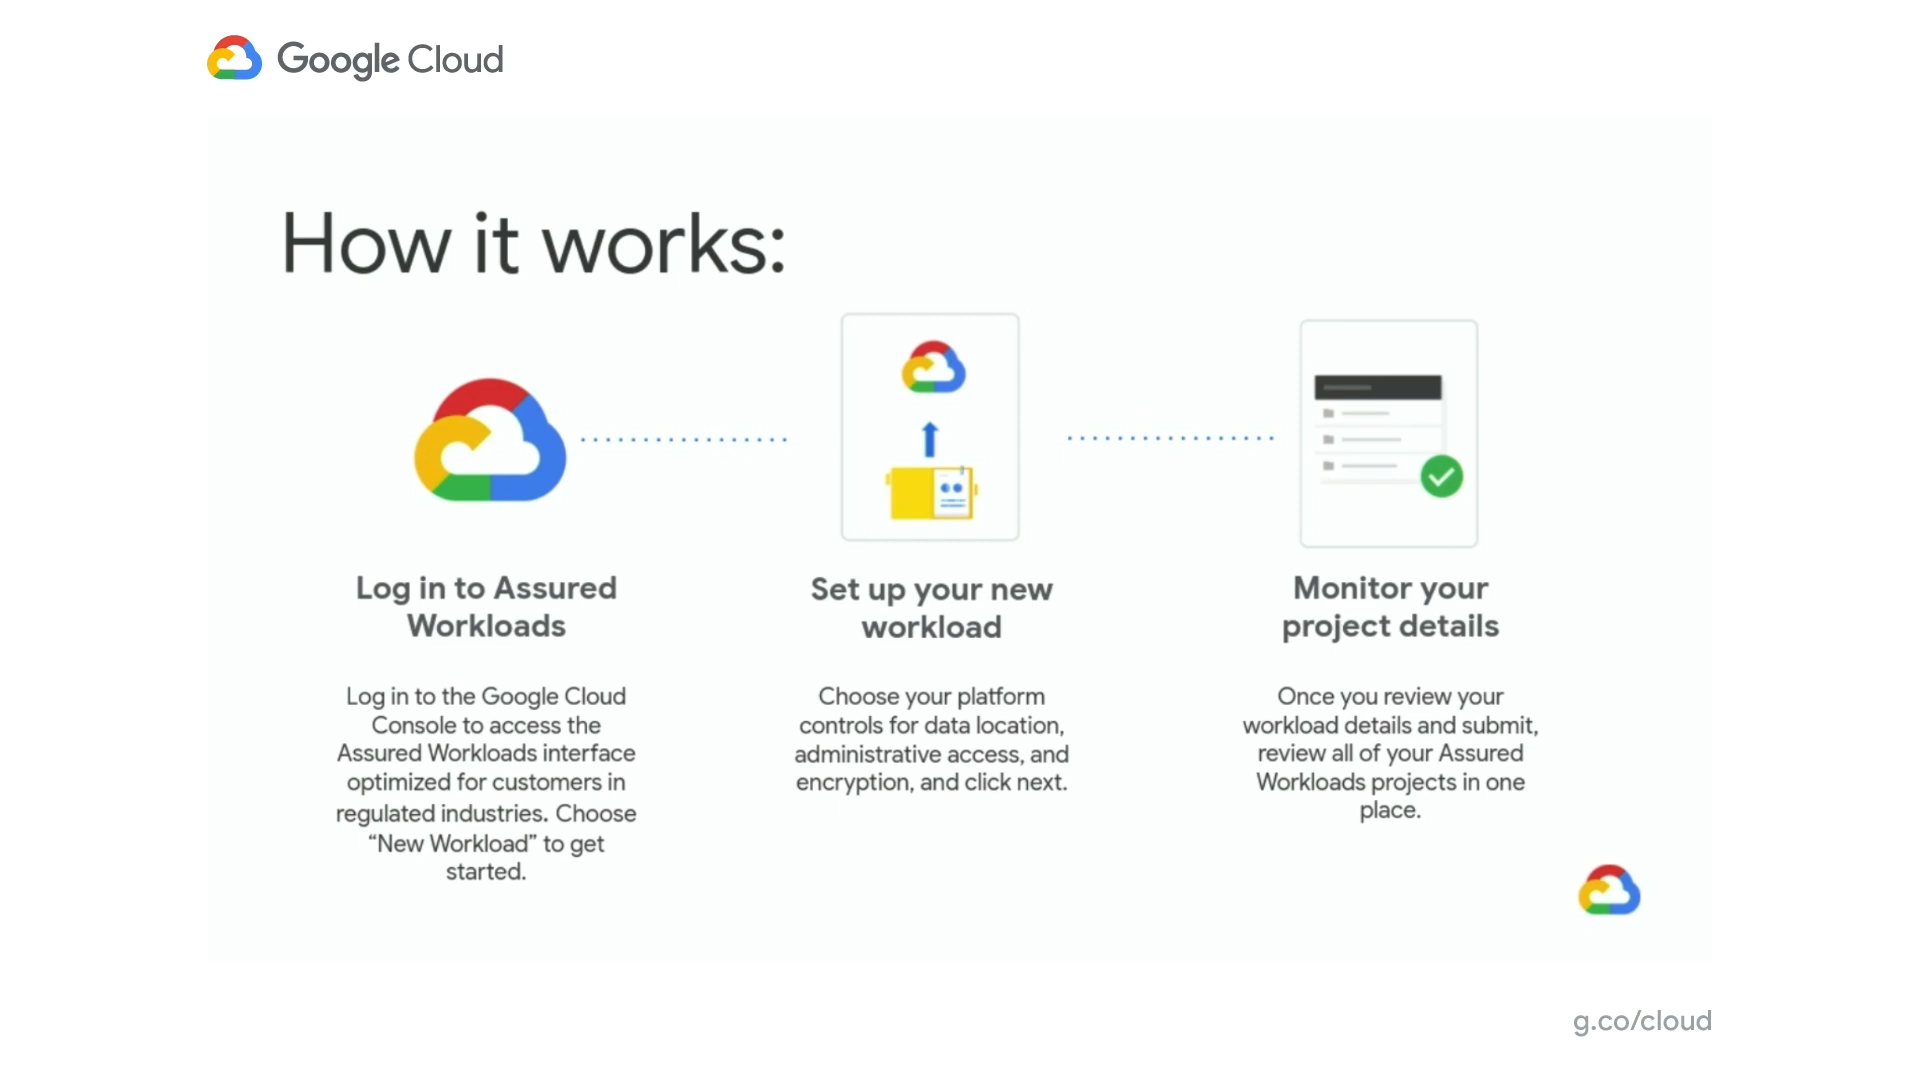 Google Cloud
How it works:
Log in to Assured
Workloads
Log in to the Google Cloud
Console to access the
Assured Workloads interface
optimized for customers in
regulated industries. Choose
“New Workload” to get
started.
Set up your new
workload
Choose your platform
controls for data location,
administrative access, and
encryption, and click next.
Monitor your
project details
Once you review your
workload details and submit,
review all of your Assured
Workloads projects in one
place.
g.co/cloud